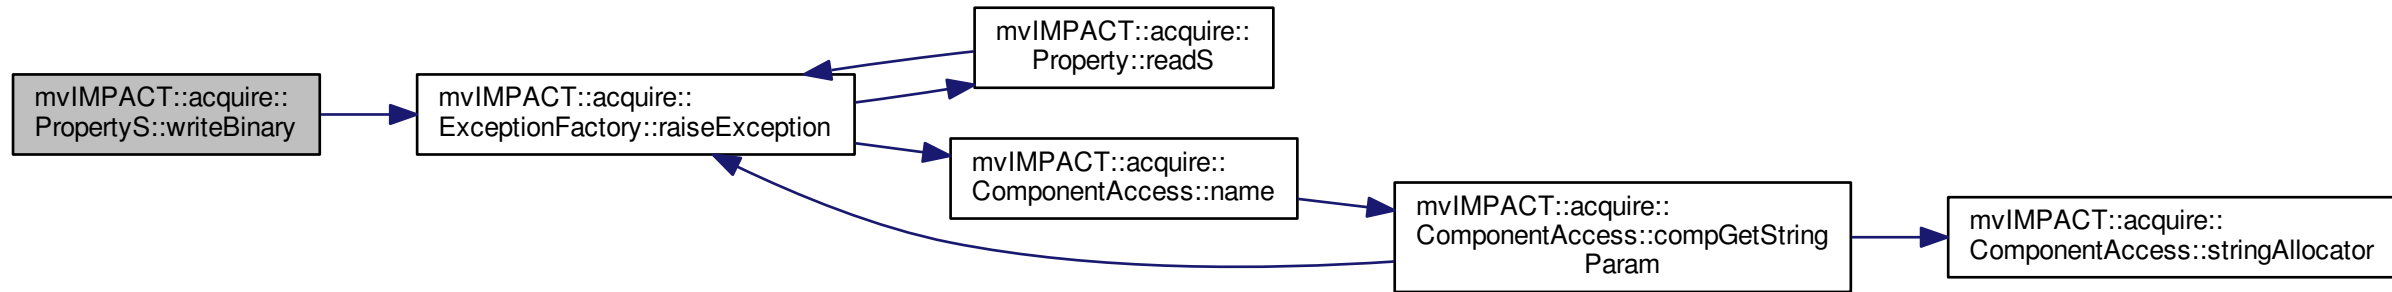 mvIMPACT::acquire::
PropertyS::writeBinary
mvIMPACT::acquire::
ExceptionFactory::raiseException
mvIMPACT::acquire::
Property::readS
mvIMPACT::acquire::
ComponentAccess::name
mvIMPACT::acquire::
ComponentAccess::compGetString
Param
mvIMPACT::acquire::
ComponentAccess::stringAllocator